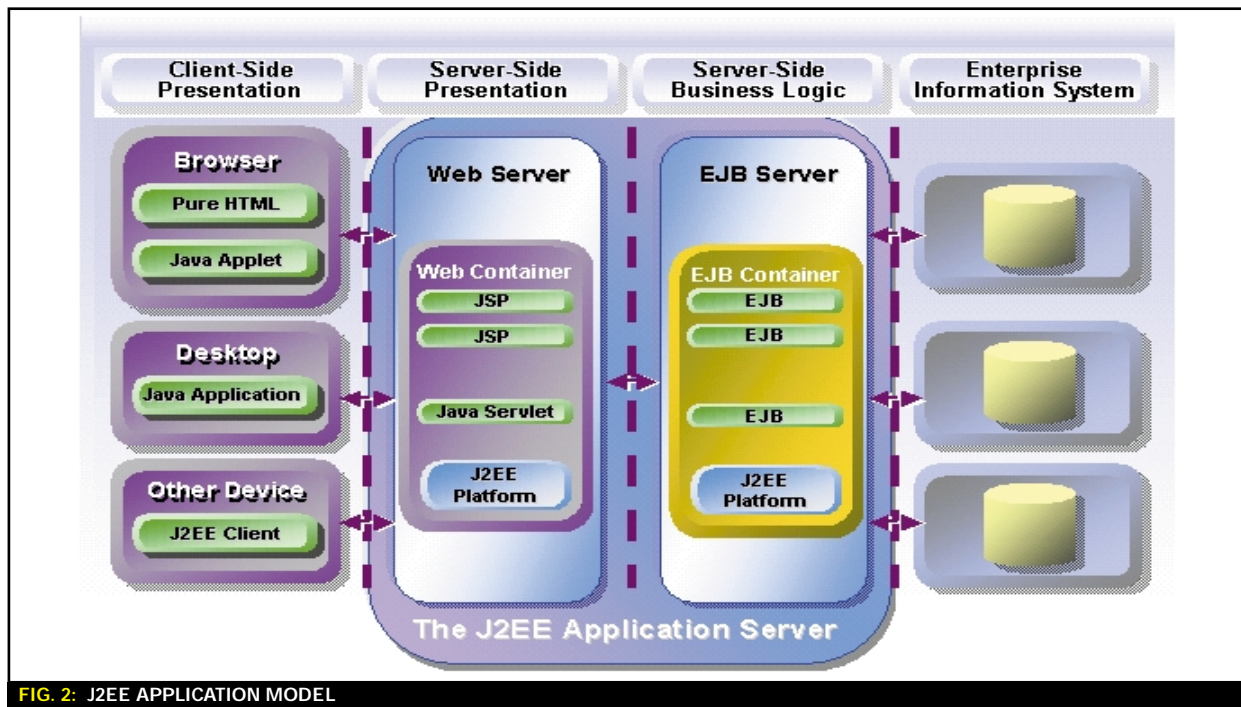 Client-Side
Presentation
Server-Side
Presentation
Server-Side
Business Logic
Enterprise
Information System
Browser
Pure HTML
Java Applet
Desktop
Java Application
Other Device
J2EE Client
Web Server
Web Container
JSP
JSP
Java Servlet
J2EE
Platform
EJB Server
EJB Container
EJB
EJB
EJB
J2EE
Platform
The J2EE Application Server
FIG. 2: J2EE APPLICATION MODEL